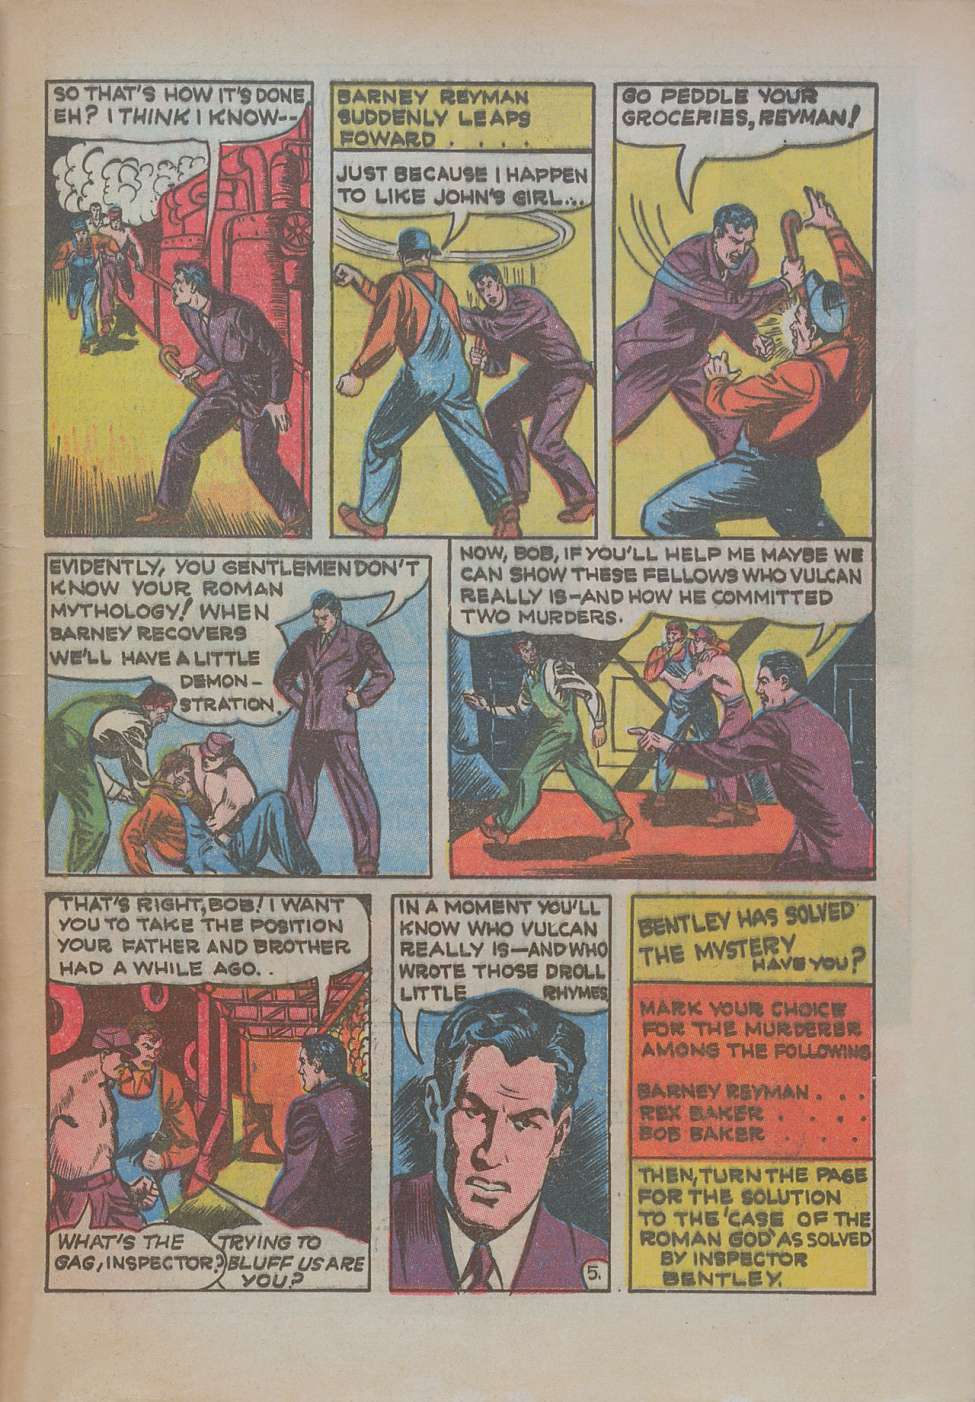 SO THAT'S HOW IT'S DONE,
EH? I THINK I KNOW--
BARNEY REYMAN
SUDDENLY LEAPS
FOWARD . . . .
JUST BECAUSE I HAPPEN
TO LIKE JOHN'S GIRL...
GO PEDDLE YOUR
GROCERIES, REYMAN!
EVIDENTLY, YOU GENTLEMEN DON'T
KNOW YOUR ROMAN
MYTHOLOGY! WHEN
BARNEY RECOVERS
WE'LL HAVE A LITTLE
DEMON-
STRATION.
NOW, BOB, IF YOU'LL HELP ME MAYBE WE
CAN SHOW THESE FELLOWS WHO VULCAN
REALLY IS—AND HOW HE COMMITTED
TWO MURDERS.
THAT'S RIGHT, BOB! I WANT
YOU TO TAKE THE POSITION
YOUR FATHER AND BROTHER
HAD A WHILE AGO..
WHAT'S THE
GAG, INSPECTOR?
TRYING TO
BLUFF US ARE
YOU?
IN A MOMENT YOU'LL
KNOW WHO VULCAN
REALLY IS—AND WHO
WROTE THOSE DROLL
LITTLE RHYMES.
5.
BENTLEY HAS SOLVED
THE MYSTERY
HAVE YOU?
MARK YOUR CHOICE
FOR THE MURDERER
AMONG THE FOLLOWING
BARNEY REYMAN . . .
REX BAKER . . . .
BOB BAKER . . . .
THEN, TURN THE PAGE
FOR THE SOLUTION
TO THE 'CASE OF THE
ROMAN GOD' AS SOLVED
BY INSPECTOR
BENTLEY.